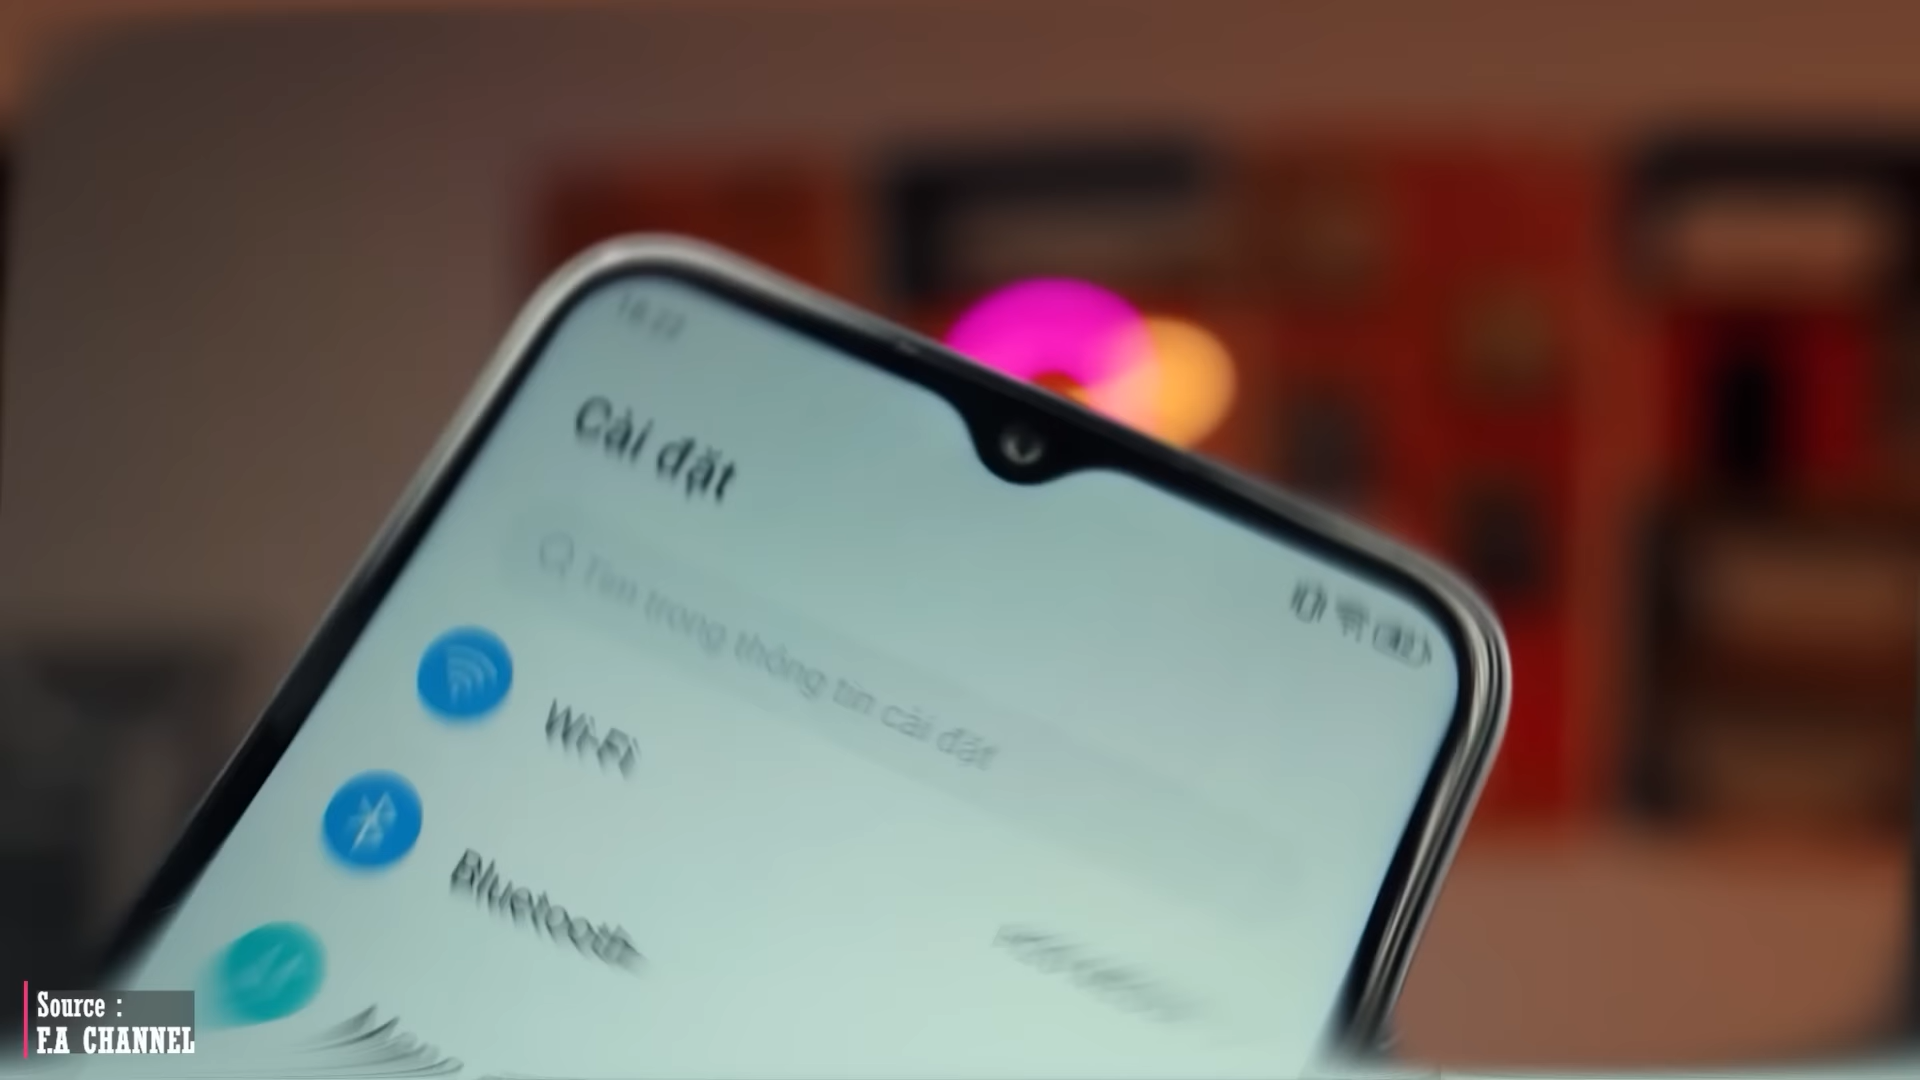 Cài đặt
Tìm trong thông tin cài đặt
Wi-Fi
Bluetooth
Source :
F.A CHANNEL